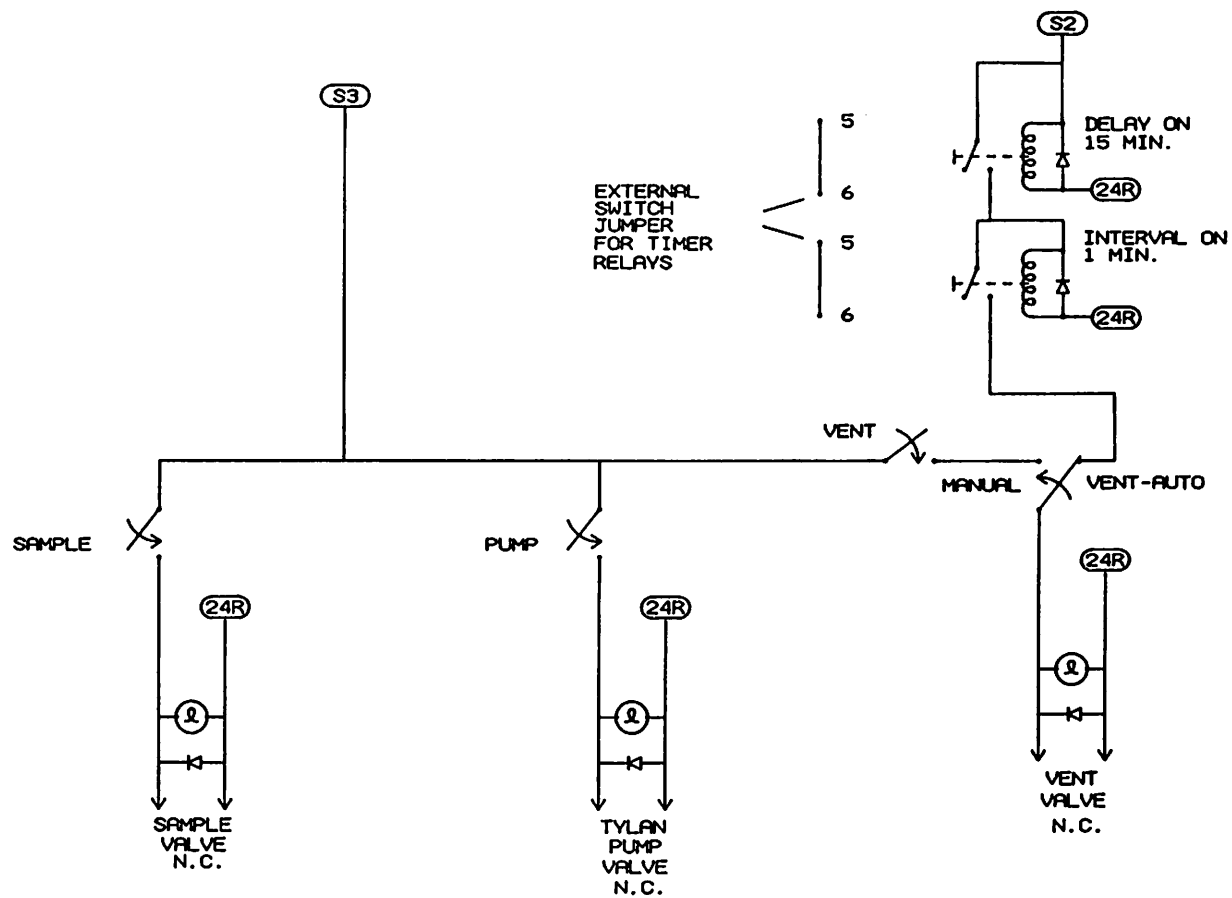 S2
S3
DELAY ON
15 MIN.
24R
5
6
5
6
EXTERNAL
SWITCH
JUMPER
FOR TIMER
RELAYS
INTERVAL ON
1 MIN.
24R
VENT
MANUAL
VENT-AUTO
SAMPLE
PUMP
24R
24R
24R
ℓ
ℓ
ℓ
SAMPLE
VALVE
N.C.
TYLAN
PUMP
VALVE
N.C.
VENT
VALVE
N.C.